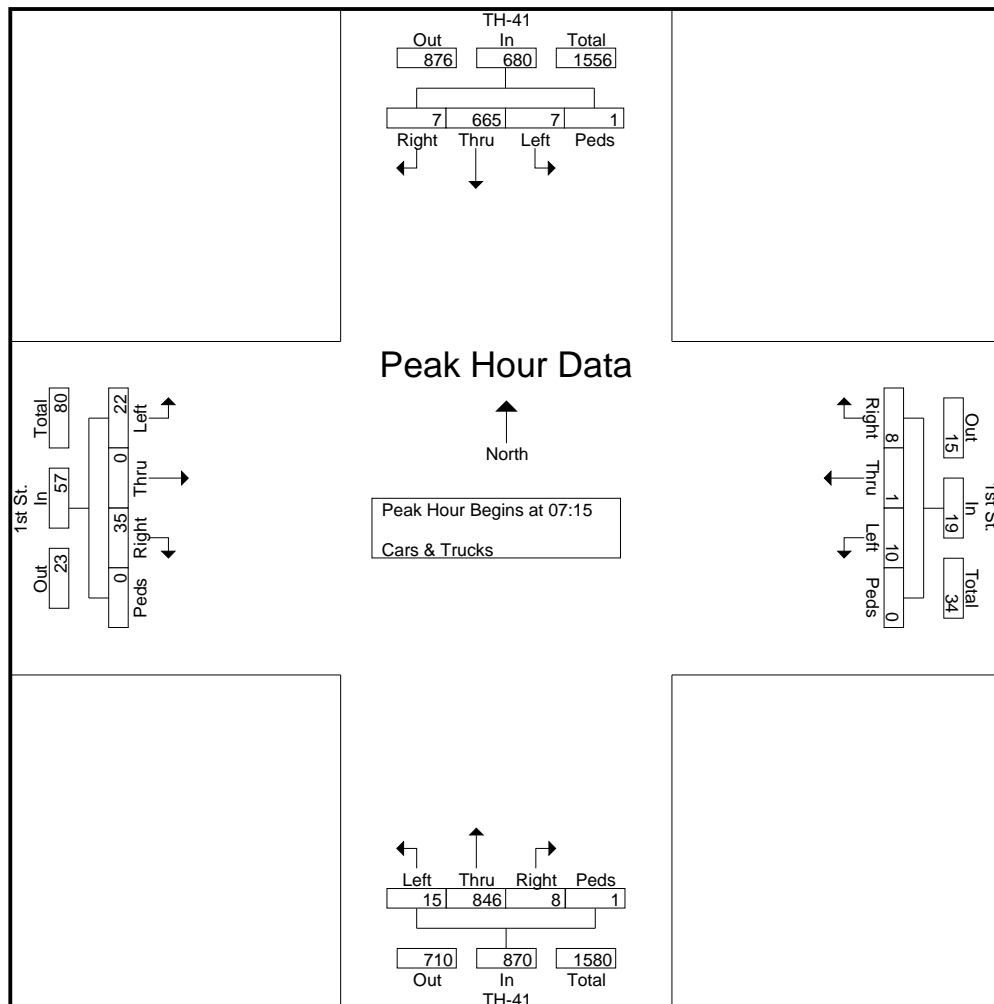 TH-41
Out In Total
876 680 1556
7 665 7 1
Right Thru Left Peds
Peak Hour Data
North
Peak Hour Begins at 07:15
Cars & Trucks
1st St.
Out In Total
23 57 80
22 0 35 0
Left Thru Right Peds
Right Thru Left Peds
8 1 10 0
Out In Total
15 19 34
1st St.
Left Thru Right Peds
15 846 8 1
710 870 1580
Out In Total
TH-41